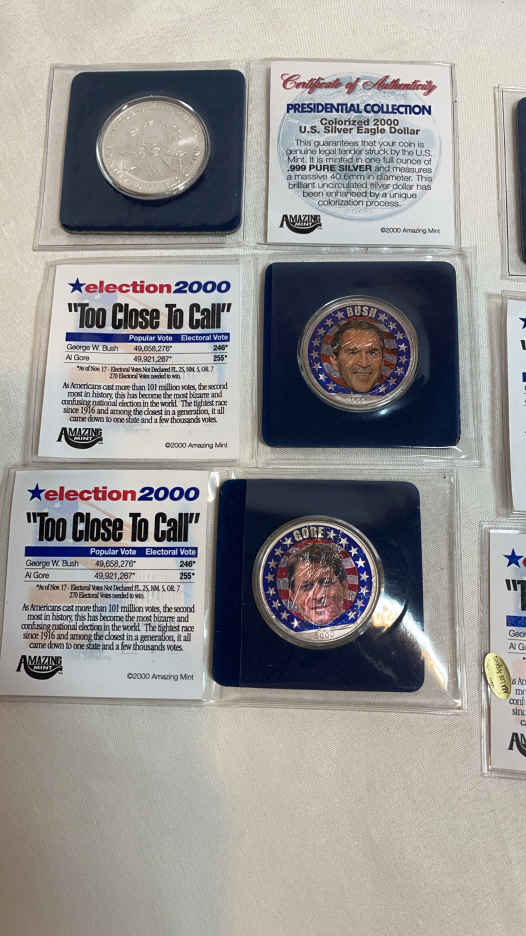 Certificate of Authenticity
PRESIDENTIAL COLLECTION
Colorized 2000
U.S. Silver Eagle Dollar
This guarantees that your coin is
genuine legal tender struck by the U.S.
Mint. It is minted in one full ounce of
.999 PURE SILVER and measures
a massive 40.6mm in diameter. This
brilliant uncirculated silver dollar has
been enhanced by a unique
colorization process.
AMAZING
MINT
©2000 Amazing Mint
★election2000
"Too Close To Call"
Popular Vote Electoral Vote
George W. Bush 49,658,276* 246*
Al Gore 49,921,267* 255*
*As of Nov. 17 - Electoral Votes Not Declared FL. 25, NM. 5, OR. 7
270 Electoral Votes needed to win.
As Americans cast more than 101 million votes, the second
most in history, this has become the most bizarre and
confusing national election in the world. The tightest race
since 1916 and among the closest in a generation, it all
came down to one state and a few thousands votes.
AMAZING
MINT
©2000 Amazing Mint
BUSH
★election2000
"Too Close To Call"
Popular Vote Electoral Vote
George W. Bush 49,658,276* 246*
Al Gore 49,921,267* 255*
*As of Nov. 17 - Electoral Votes Not Declared FL. 25, NM. 5, OR. 7
270 Electoral Votes needed to win.
As Americans cast more than 101 million votes, the second
most in history, this has become the most bizarre and
confusing national election in the world. The tightest race
since 1916 and among the closest in a generation, it all
came down to one state and a few thousands votes.
AMAZING
MINT
©2000 Amazing Mint
GORE
2000